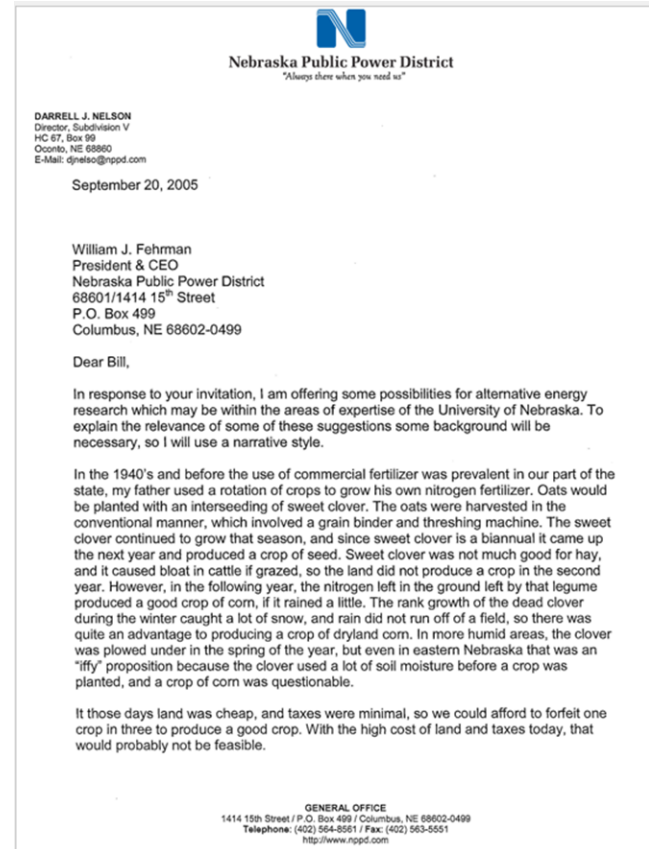 Nebraska Public Power District
"Always there when you need us"
DARRELL J. NELSON
Director, Subdivision V
HC 67, Box 99
Oconto, NE 68860
E-Mail: djnelso@nppd.com
September 20, 2005
William J. Fehrman
President & CEO
Nebraska Public Power District
68601/1414 15th Street
P.O. Box 499
Columbus, NE 68602-0499
Dear Bill,
In response to your invitation, I am offering some possibilities for alternative energy
research which may be within the areas of expertise of the University of Nebraska. To
explain the relevance of some of these suggestions some background will be
necessary, so I will use a narrative style.
In the 1940's and before the use of commercial fertilizer was prevalent in our part of the
state, my father used a rotation of crops to grow his own nitrogen fertilizer. Oats would
be planted with an interseeding of sweet clover. The oats were harvested in the
conventional manner, which involved a grain binder and threshing machine. The sweet
clover continued to grow that season, and since sweet clover is a biannual it came up
the next year and produced a crop of seed. Sweet clover was not much good for hay,
and it caused bloat in cattle if grazed, so the land did not produce a crop in the second
year. However, in the following year, the nitrogen left in the ground left by that legume
produced a good crop of corn, if it rained a little. The rank growth of the dead clover
during the winter caught a lot of snow, and rain did not run off of a field, so there was
quite an advantage to producing a crop of dryland corn. In more humid areas, the clover
was plowed under in the spring of the year, but even in eastern Nebraska that was an
"iffy" proposition because the clover used a lot of soil moisture before a crop was
planted, and a crop of corn was questionable.
It those days land was cheap, and taxes were minimal, so we could afford to forfeit one
crop in three to produce a good crop. With the high cost of land and taxes today, that
would probably not be feasible.
GENERAL OFFICE
1414 15th Street / P.O. Box 499 / Columbus, NE 68602-0499
Telephone: (402) 564-8561 / Fax: (402) 563-5551
http://www.nppd.com